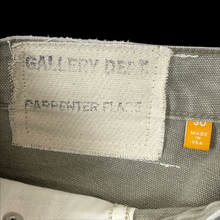 GALLERY DEPT.
CARPENTER FLARE
30
MADE IN
USA